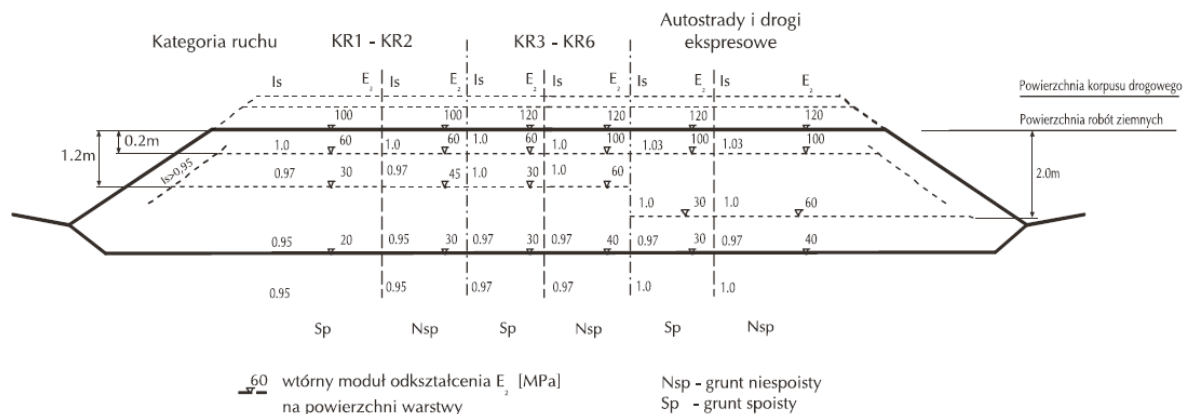 Kategoria ruchu KR1 - KR2 KR3 - KR6 Autostrady i drogi
ekspresowe
Is E₂ Is E₂ Is E₂ Is E₂ Is E₂ Is E₂
Powierzchnia korpusu drogowego
100 100 120 120 120 120
Powierzchnia robót ziemnych
0.2m 1.0 60 1.0 60 1.0 60 1.0 100 1.03 100 1.03 100
1.2m
Is>0.95 0.97 30 0.97 45 1.0 30 1.0 60
2.0m
1.0 30 1.0 60
0.95 20 0.95 30 0.97 30 0.97 40 0.97 30 0.97 40
0.95 0.95 0.97 0.97 1.0 1.0
Sp Nsp Sp Nsp Sp Nsp
60 wtórny moduł odkształcenia E₂ [MPa]
na powierzchni warstwy
Nsp - grunt niespoisty
Sp - grunt spoisty